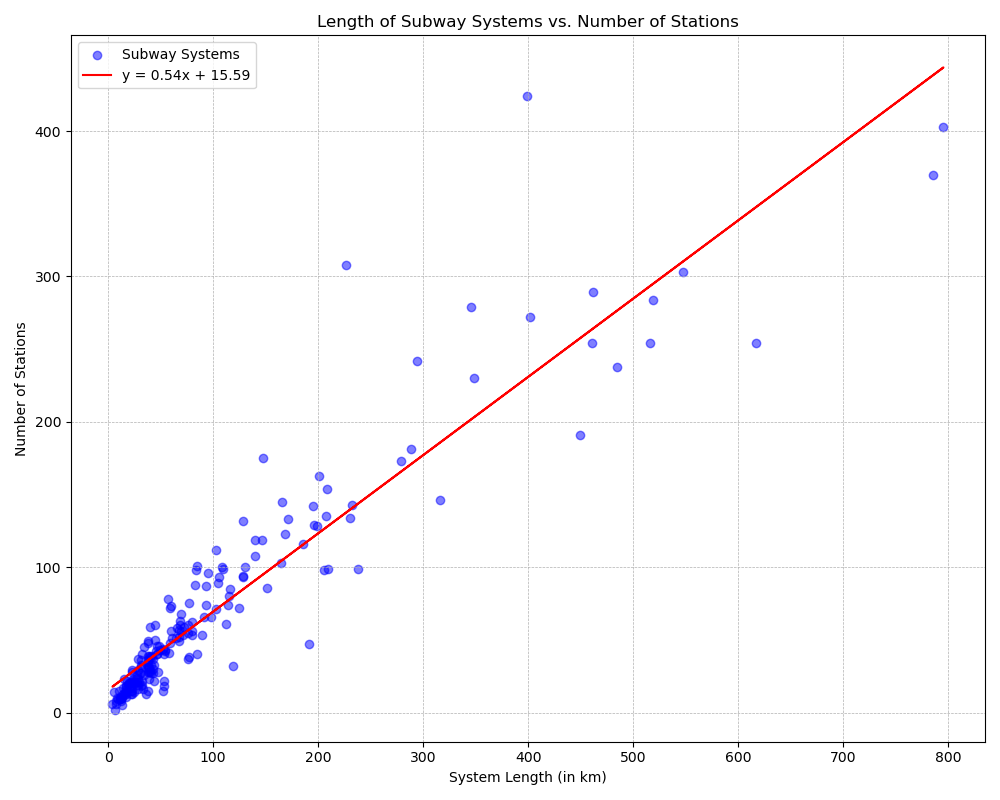 Length of Subway Systems vs. Number of Stations
Subway Systems
y = 0.54x + 15.59
Number of Stations
400
300
200
100
0
0 100 200 300 400 500 600 700 800
System Length (in km)